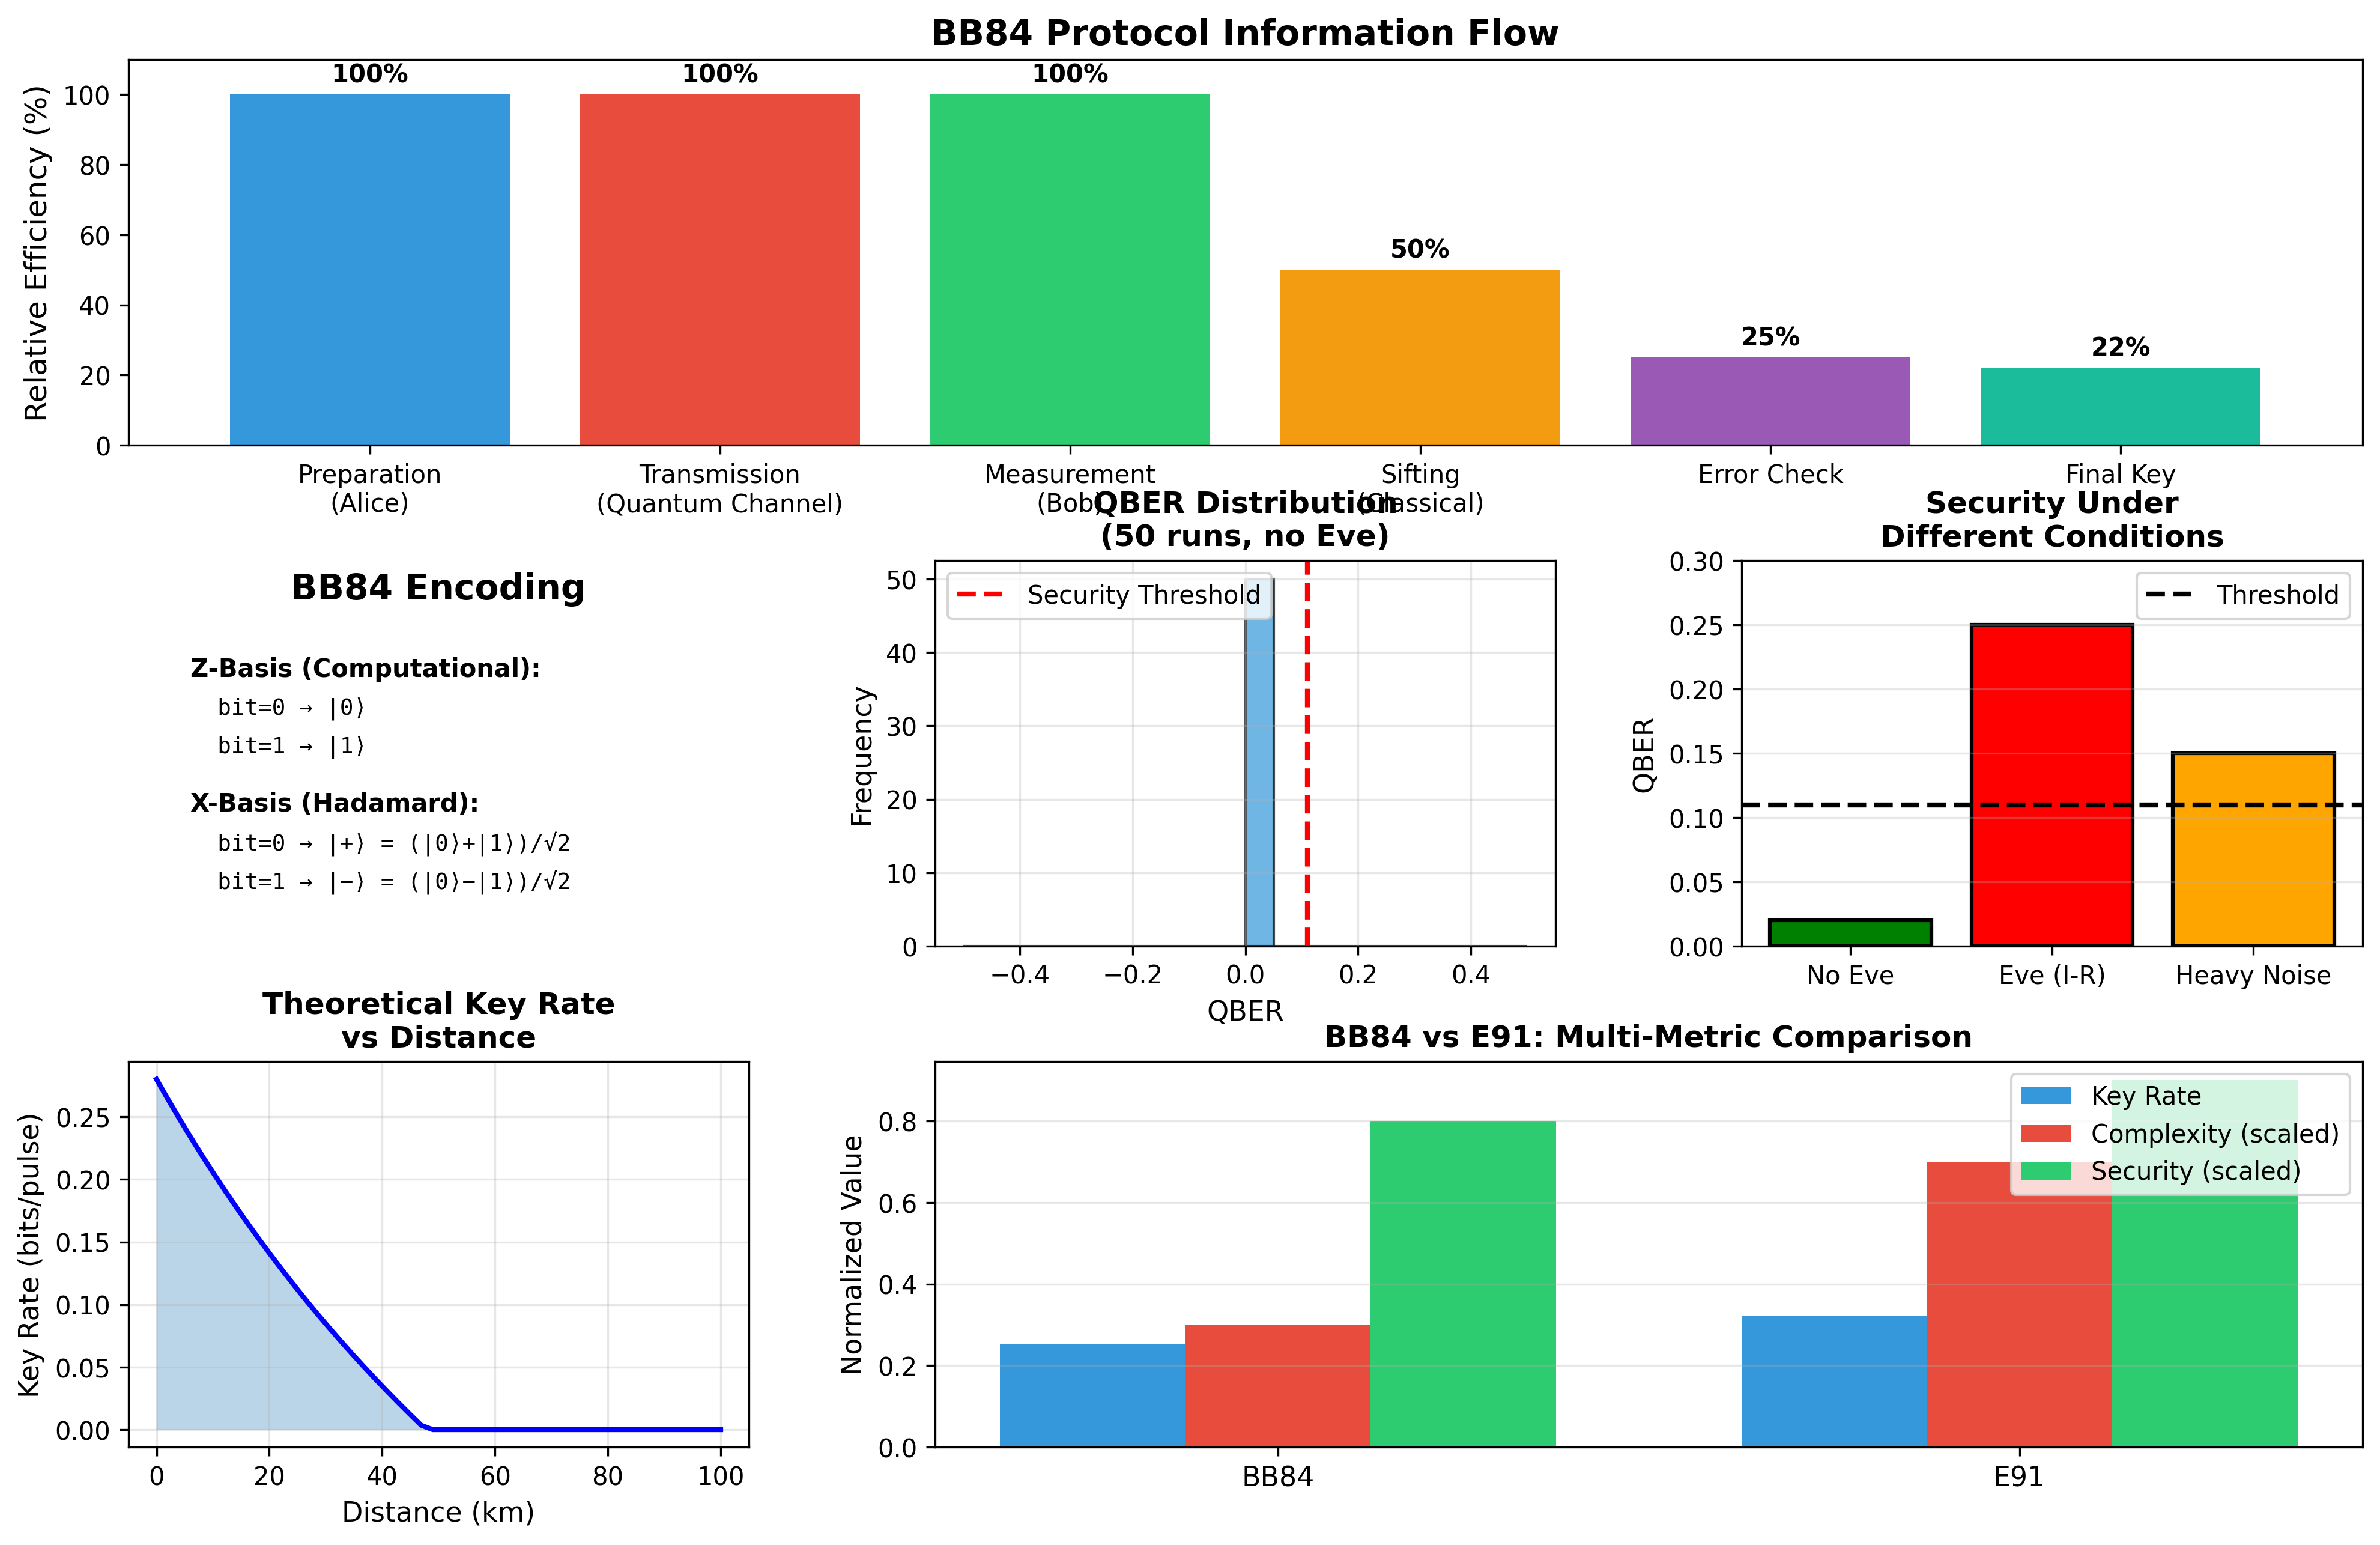 BB84 Protocol Information Flow
Relative Efficiency (%)
100
80
60
40
20
0
100%
100%
100%
50%
25%
22%
Preparation
(Alice)
Transmission
(Quantum Channel)
Measurement
(Bob)
Sifting
(Classical)
Error Check
Final Key
BB84 Encoding
Z-Basis (Computational):
bit=0 → |0⟩
bit=1 → |1⟩
X-Basis (Hadamard):
bit=0 → |+⟩ = (|0⟩+|1⟩)/√2
bit=1 → |−⟩ = (|0⟩−|1⟩)/√2
QBER Distribution
(50 runs, no Eve)
Security Threshold
Frequency
50
40
30
20
10
0
−0.4
−0.2
0.0
0.2
0.4
QBER
Security Under
Different Conditions
Threshold
QBER
0.30
0.25
0.20
0.15
0.10
0.05
0.00
No Eve
Eve (I-R)
Heavy Noise
Theoretical Key Rate
vs Distance
Key Rate (bits/pulse)
0.25
0.20
0.15
0.10
0.05
0.00
0
20
40
60
80
100
Distance (km)
BB84 vs E91: Multi-Metric Comparison
Key Rate
Complexity (scaled)
Security (scaled)
Normalized Value
0.8
0.6
0.4
0.2
0.0
BB84
E91